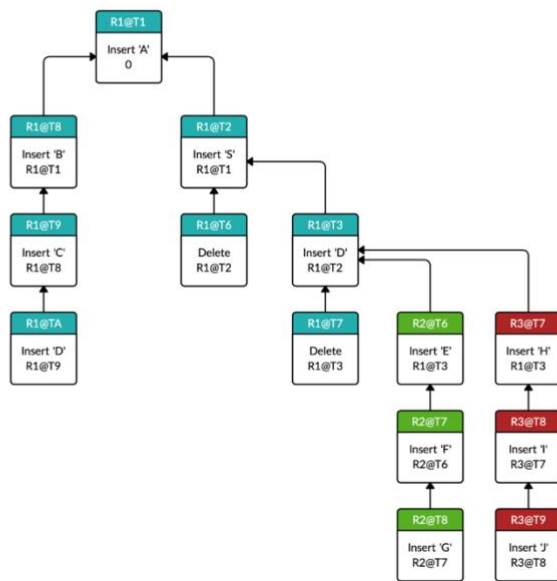 R1@T1
Insert 'A'
0
R1@T8
Insert 'B'
R1@T1
R1@T2
Insert 'S'
R1@T1
R1@T9
Insert 'C'
R1@T8
R1@T6
Delete
R1@T2
R1@T3
Insert 'D'
R1@T2
R1@TA
Insert 'D'
R1@T9
R1@T7
Delete
R1@T3
R2@T6
Insert 'E'
R1@T3
R3@T7
Insert 'H'
R1@T3
R2@T7
Insert 'F'
R2@T6
R3@T8
Insert 'I'
R3@T7
R2@T8
Insert 'G'
R2@T7
R3@T9
Insert 'J'
R3@T8